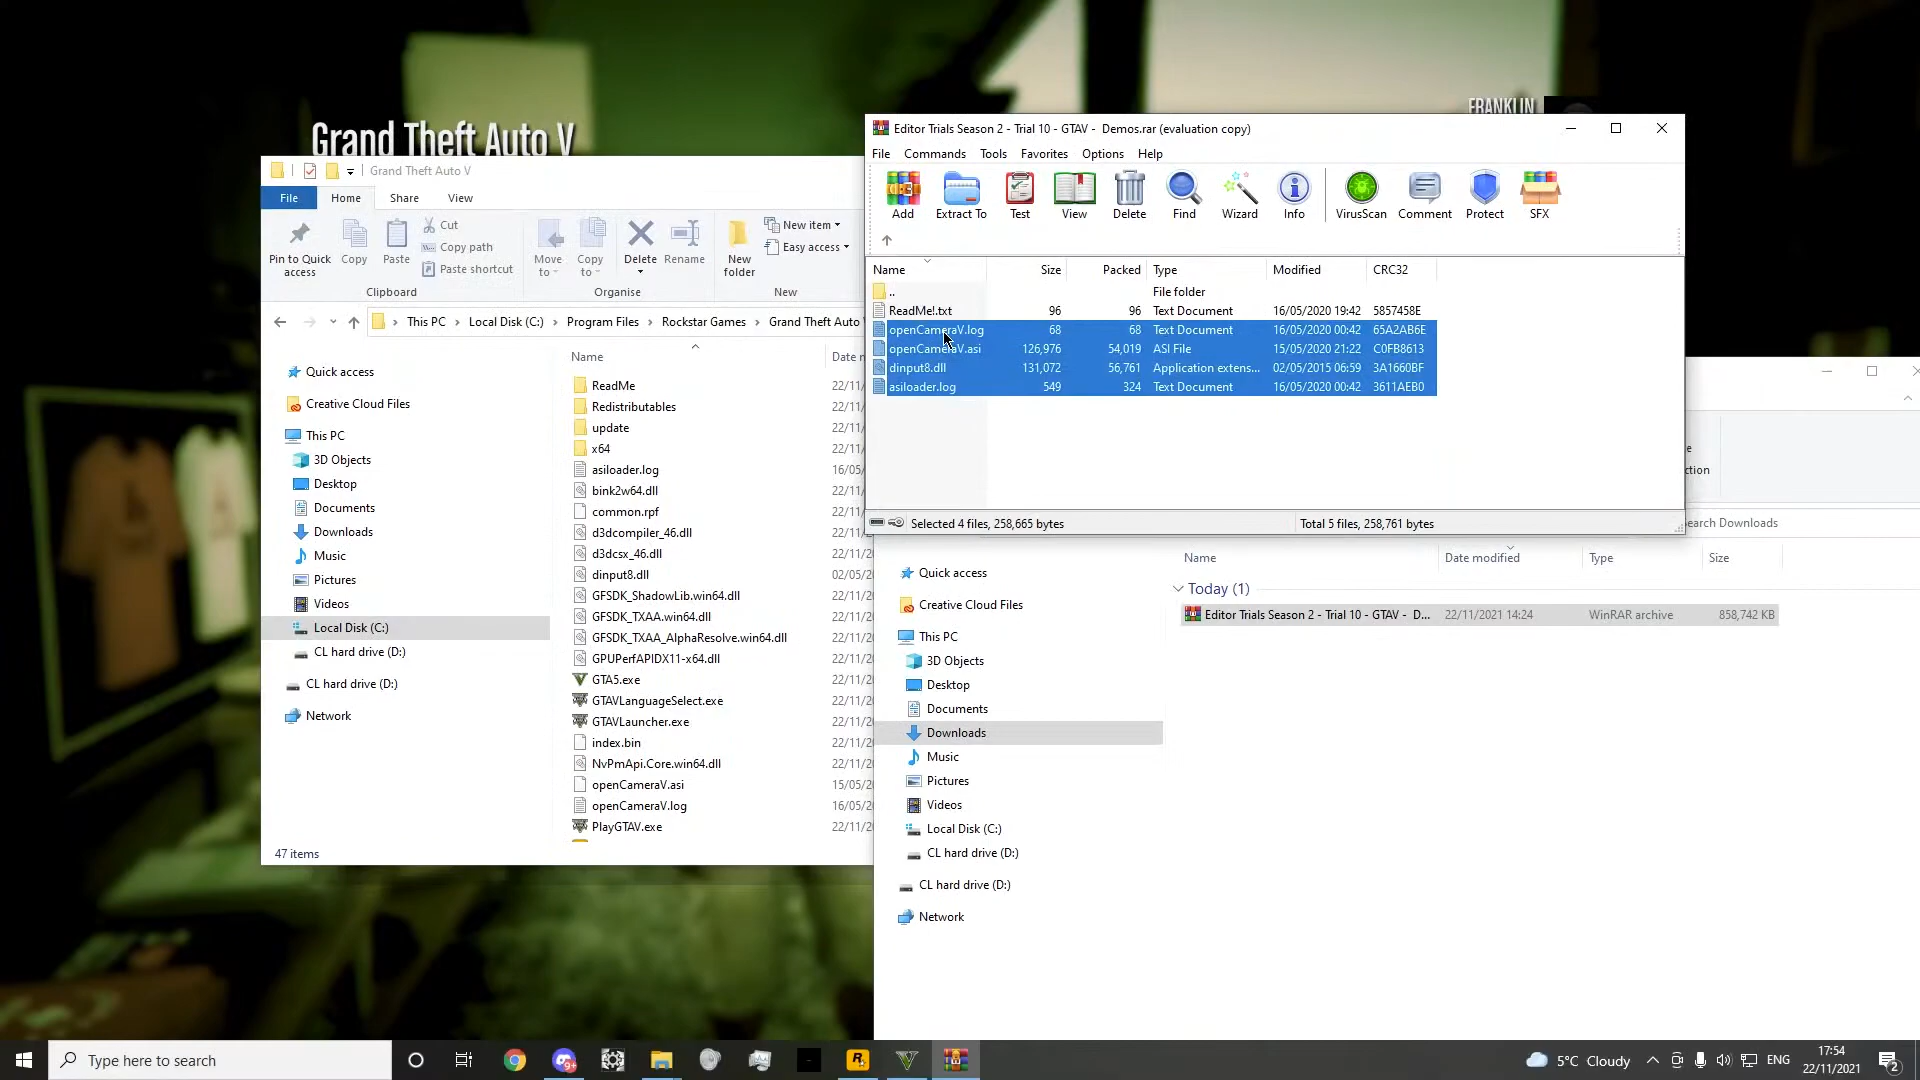 Grand Theft Auto V
FRANKLIN
Grand Theft Auto V
File
Home
Share
View
Pin to Quick access
Copy
Paste
Cut
Copy path
Paste shortcut
Clipboard
Move to
Copy to
Delete
Rename
Organise
New folder
New item
Easy access
New
This PC
Local Disk (C:)
Program Files
Rockstar Games
Grand Theft Auto
Name
Date n
Quick access
Creative Cloud Files
This PC
3D Objects
Desktop
Documents
Downloads
Music
Pictures
Videos
Local Disk (C:)
CL hard drive (D:)
CL hard drive (D:)
Network
ReadMe 22/11/
Redistributables 22/11/
update 22/11/
x64 22/11/
asiloader.log 16/05/
bink2w64.dll 22/11/
common.rpf 22/11/
d3dcompiler_46.dll 22/11/
d3dcsx_46.dll 22/11/
dinput8.dll 02/05/
GFSDK_ShadowLib.win64.dll 22/11/
GFSDK_TXAA.win64.dll 22/11/
GFSDK_TXAA_AlphaResolve.win64.dll 22/11/
GPUPerfAPIDX11-x64.dll 22/11/
GTA5.exe 22/11/
GTAVLanguageSelect.exe 22/11/
GTAVLauncher.exe 22/11/
index.bin 22/11/
NvPmApi.Core.win64.dll 22/11/
openCameraV.asi 15/05/
openCameraV.log 16/05/
PlayGTAV.exe 22/11/
47 items
Editor Trials Season 2 - Trial 10 - GTAV - Demos.rar (evaluation copy)
File Commands Tools Favorites Options Help
Add Extract To Test View Delete Find Wizard Info VirusScan Comment Protect SFX
Name Size Packed Type Modified CRC32
.. File folder
ReadMe!.txt 96 96 Text Document 16/05/2020 19:42 5857458E
openCameraV.log 68 68 Text Document 16/05/2020 00:42 65A2AB6E
openCameraV.asi 126,976 54,019 ASI File 15/05/2020 21:22 C0FB8613
dinput8.dll 131,072 56,761 Application extens... 02/05/2015 06:59 3A1660BF
asiloader.log 549 324 Text Document 16/05/2020 00:42 3611AEB0
Selected 4 files, 258,665 bytes
Total 5 files, 258,761 bytes
earch Downloads
Name Date modified Type Size
Today (1)
Editor Trials Season 2 - Trial 10 - GTAV - D... 22/11/2021 14:24 WinRAR archive 858,742 KB
Quick access
Creative Cloud Files
This PC
3D Objects
Desktop
Documents
Downloads
Music
Pictures
Videos
Local Disk (C:)
CL hard drive (D:)
CL hard drive (D:)
Network
Type here to search
5°C Cloudy
ENG
17:54
22/11/2021
2